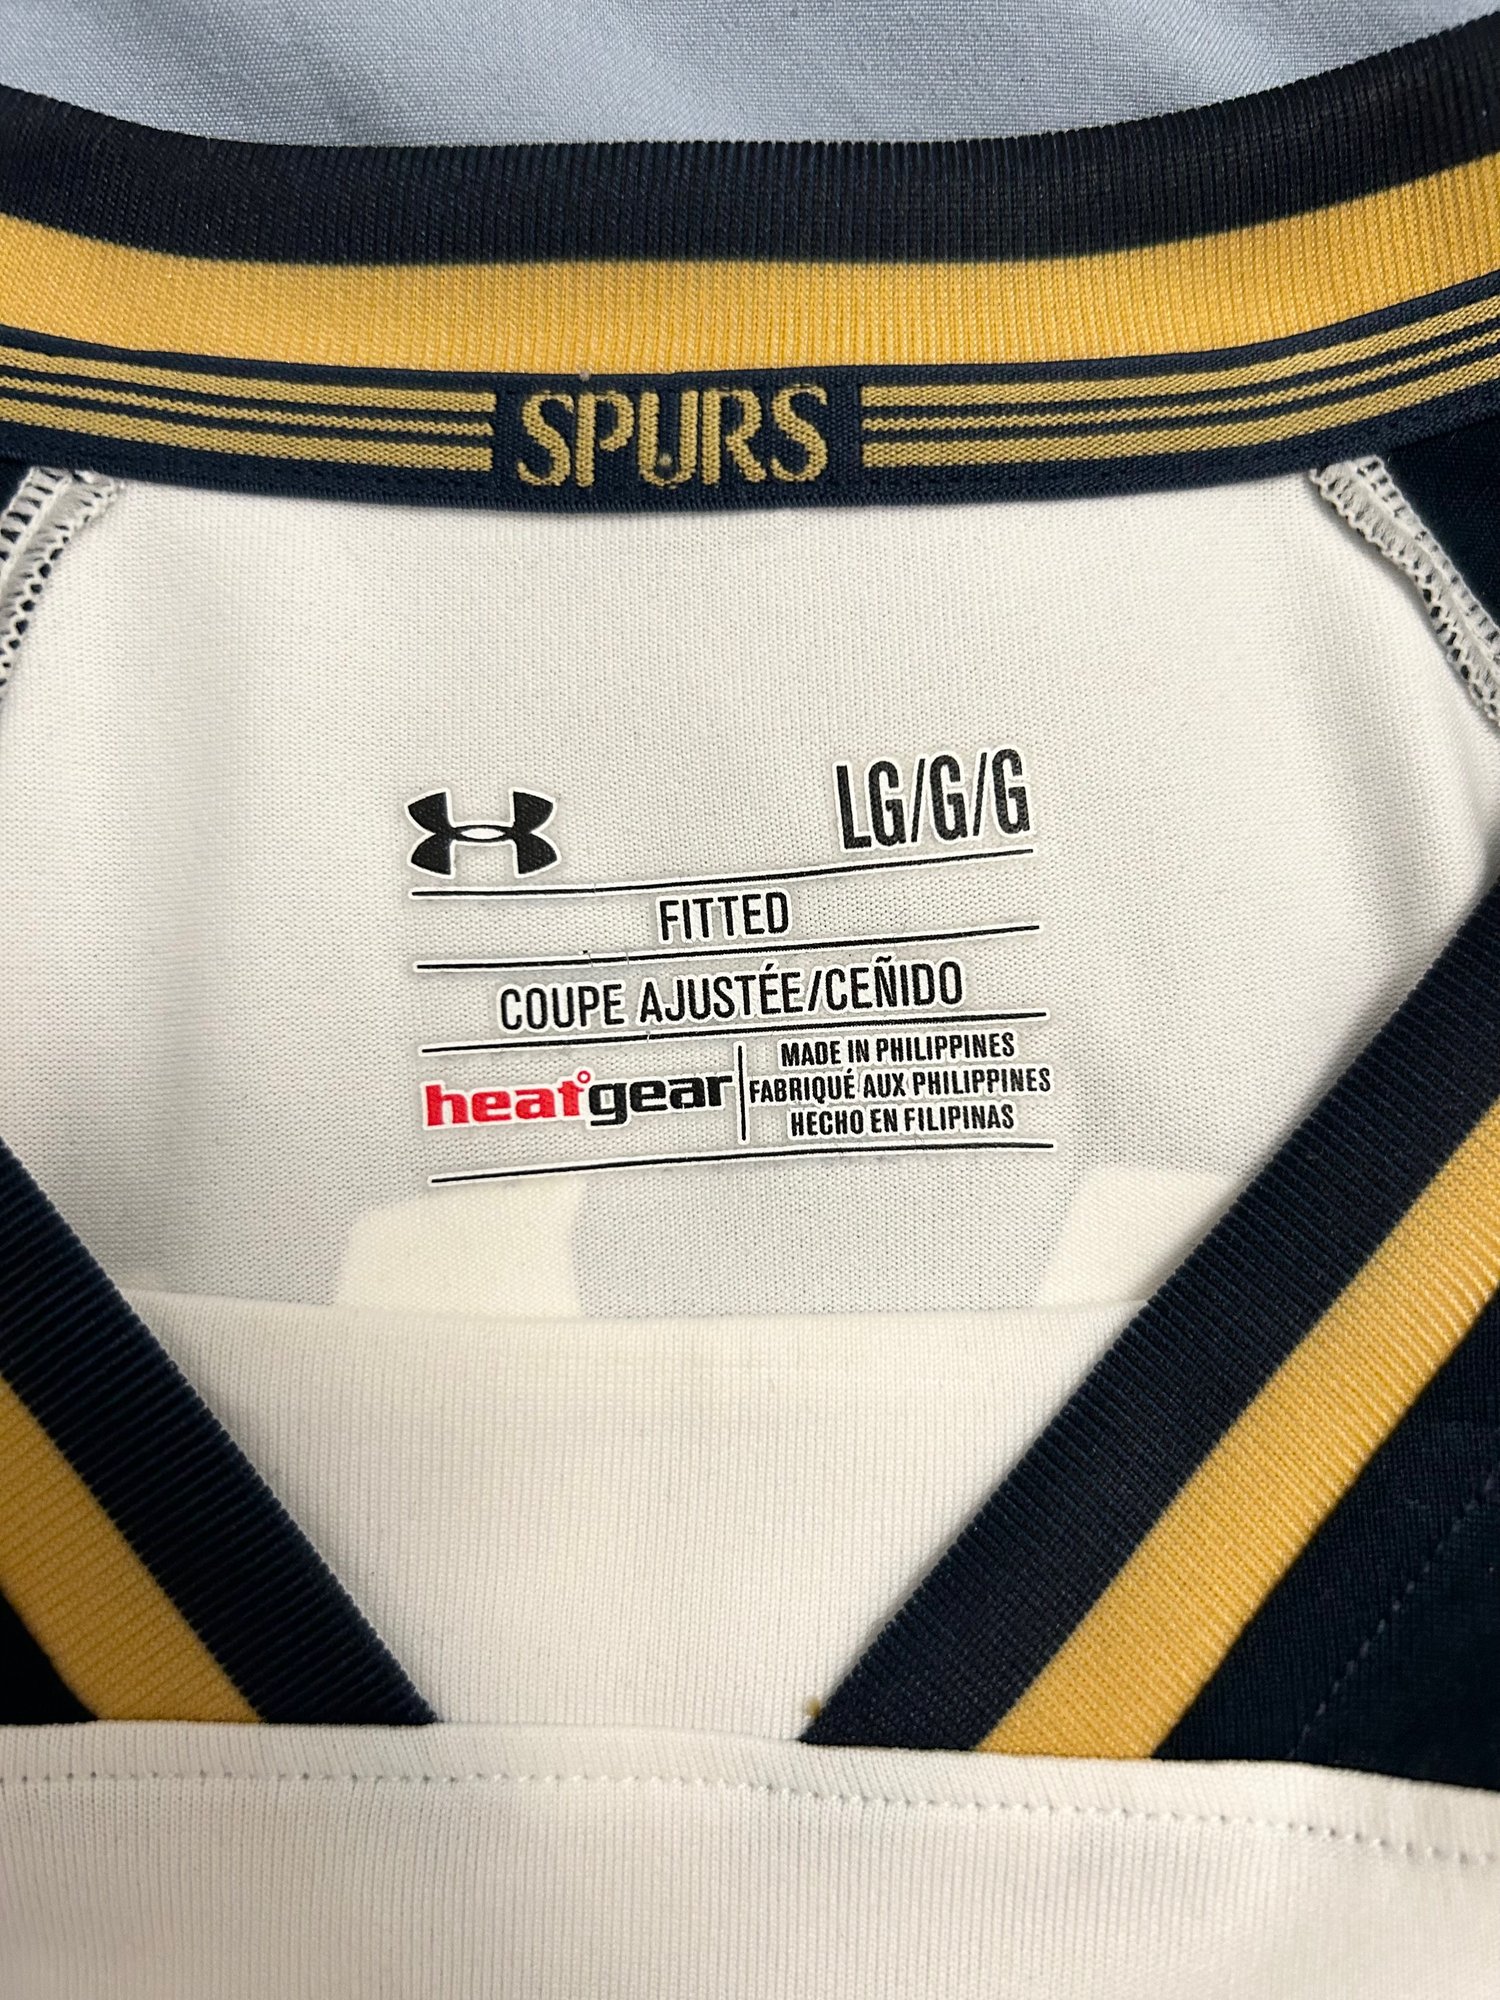 SPURS
LG/G/G
FITTED
COUPE AJUSTÉE/CEÑIDO
heatgear
MADE IN PHILIPPINES
FABRIQUÉ AUX PHILIPPINES
HECHO EN FILIPINAS